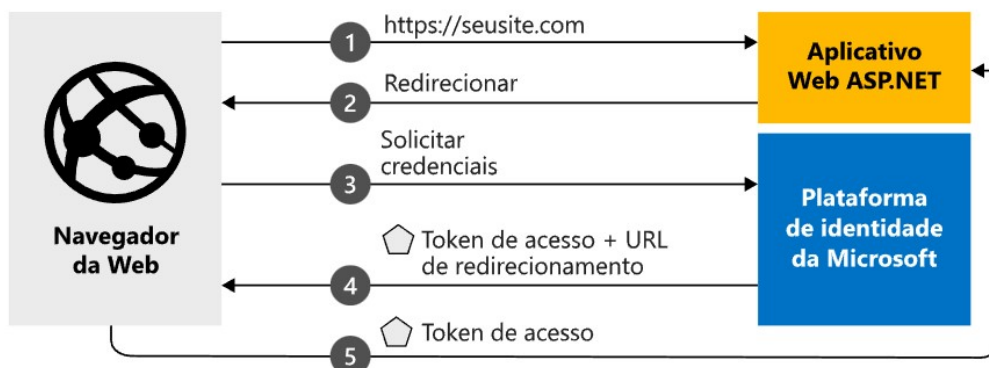 1
https://seusite.com
Aplicativo
Web ASP.NET
2
Redirecionar
3
Solicitar
credenciais
Navegador
da Web
Plataforma
de identidade
da Microsoft
4
Token de acesso + URL
de redirecionamento
5
Token de acesso